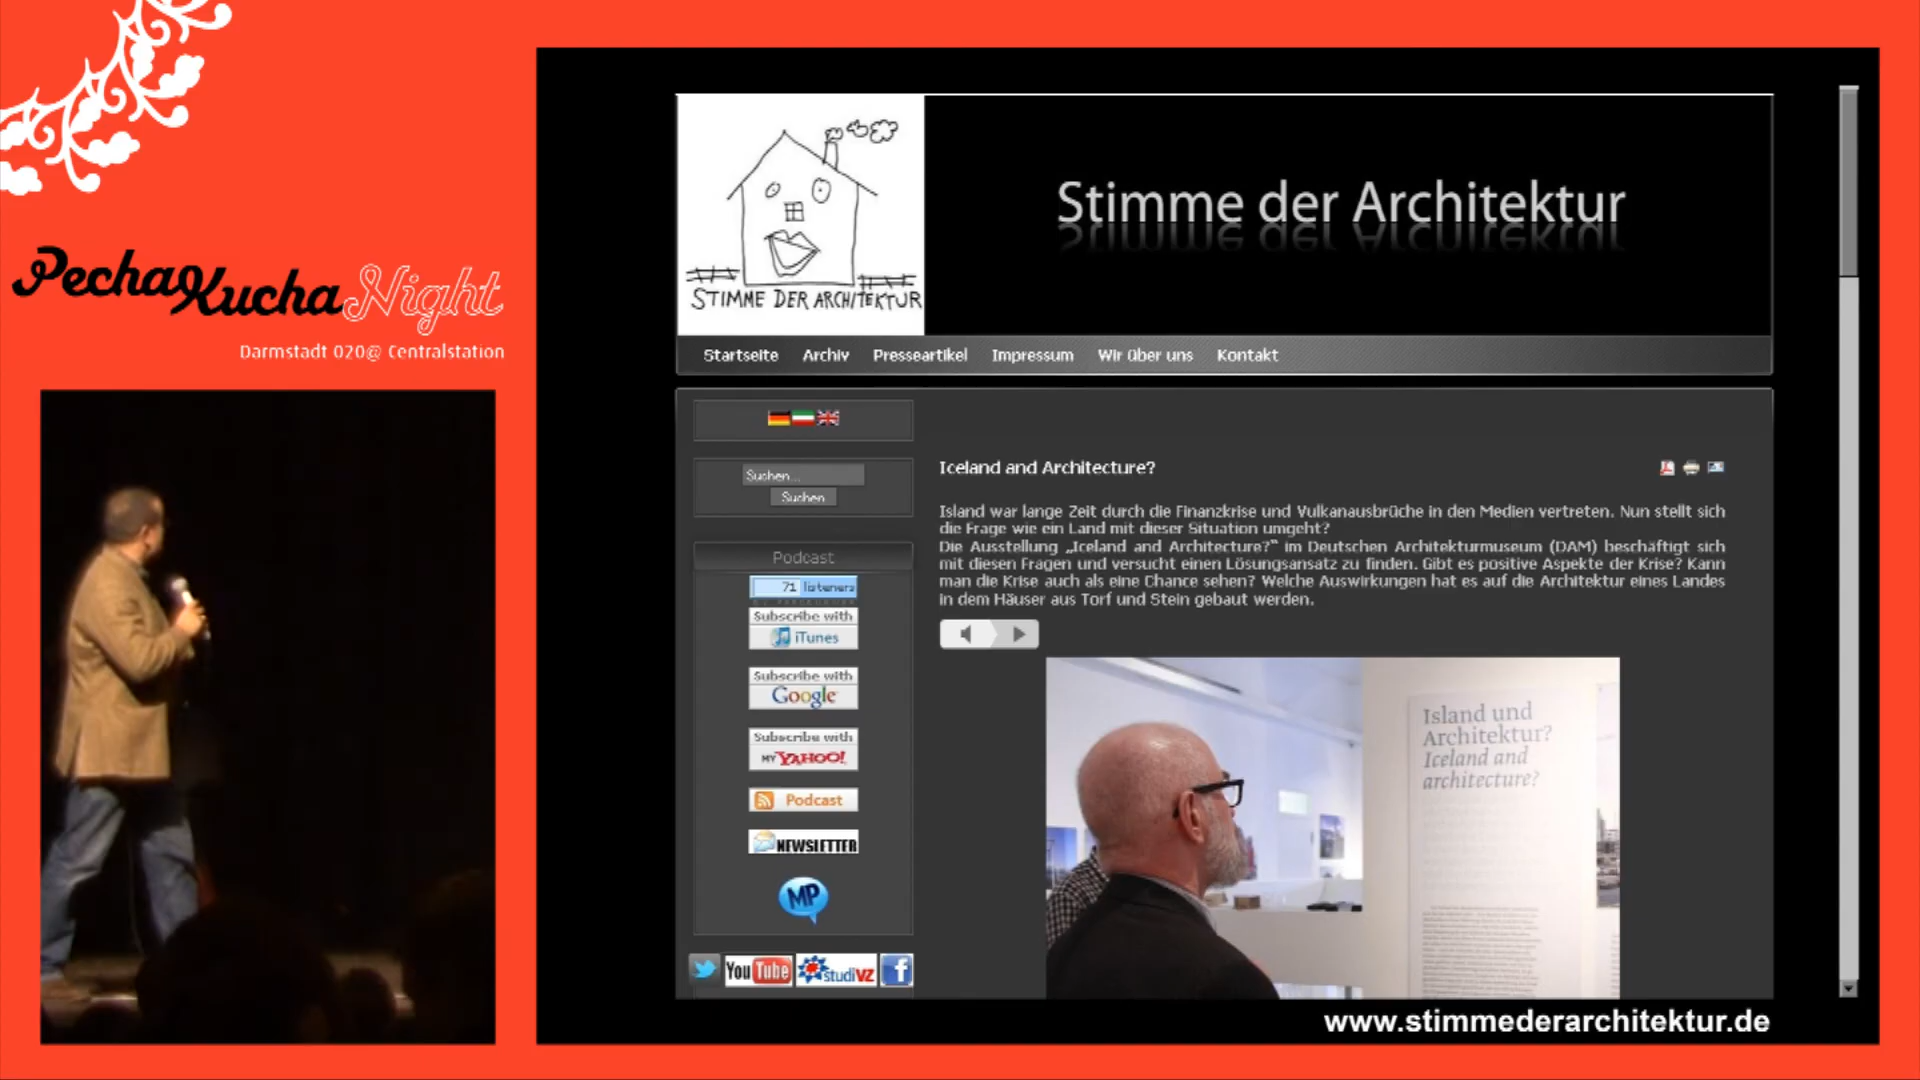 PechaKucha Night
Darmstadt 020@ Centralstation
STIMME DER ARCHITEKTUR
Stimme der Architektur
Startseite Archiv Presseartikel Impressum Wir über uns Kontakt
Suchen...
Suchen
Podcast
71 listeners
Subscribe with
iTunes
Subscribe with
Google
Subscribe with
MY YAHOO!
Podcast
NEWSLETTER
MP
You Tube studiVZ f
Iceland and Architecture?
Island war lange Zeit durch die Finanzkrise und Vulkanausbrüche in den Medien vertreten. Nun stellt sich
die Frage wie ein Land mit dieser Situation umgeht?
Die Ausstellung „Iceland and Architecture?“ im Deutschen Architekturmuseum (DAM) beschäftigt sich
mit diesen Fragen und versucht einen Lösungsansatz zu finden. Gibt es positive Aspekte der Krise? Kann
man die Krise auch als eine Chance sehen? Welche Auswirkungen hat es auf die Architektur eines Landes
in dem Häuser aus Torf und Stein gebaut werden.
Island und
Architektur?
Iceland and
architecture?
www.stimmederarchitektur.de